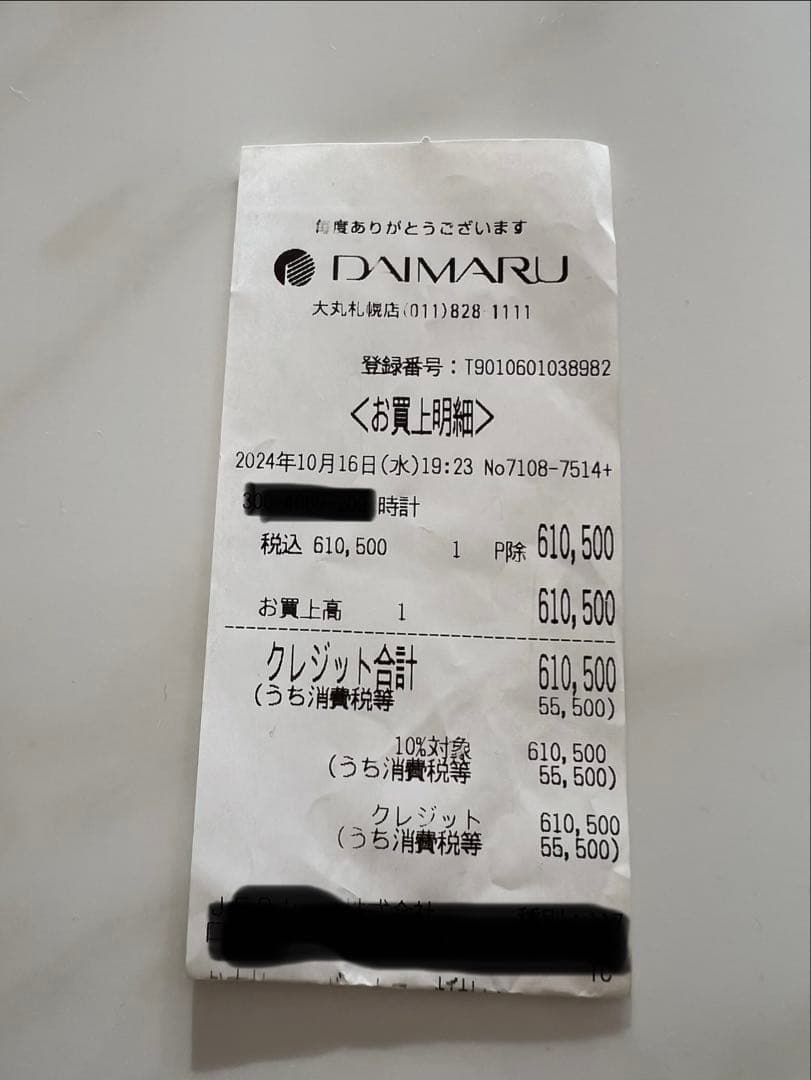 毎度ありがとうございます
DAIMARU
大丸札幌店(011)828-1111
登録番号：T9010601038982
<お買上明細>
2024年10月16日(水)19:23 No7108-7514+
時計
税込 610,500 1 P除 610,500
お買上高 1 610,500
クレジット合計 610,500
(うち消費税等 55,500)
10%対象 610,500
(うち消費税等 55,500)
クレジット 610,500
(うち消費税等 55,500)